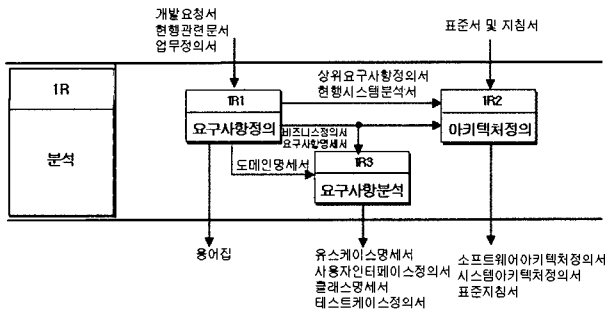 개발요청서
현행관련문서
업무정의서
표준서 및 지침서
1R
분석
1R1
요구사항정의
상위요구사항정의서
현행시스템분석서
1R2
아키텍처정의
비즈니스정의서
요구사항명세서
도메인명세서
1R3
요구사항분석
용어집
유스케이스명세서
사용자인터페이스정의서
클래스명세서
테스트케이스정의서
소프트웨어아키텍처정의서
시스템아키텍처정의서
표준지침서